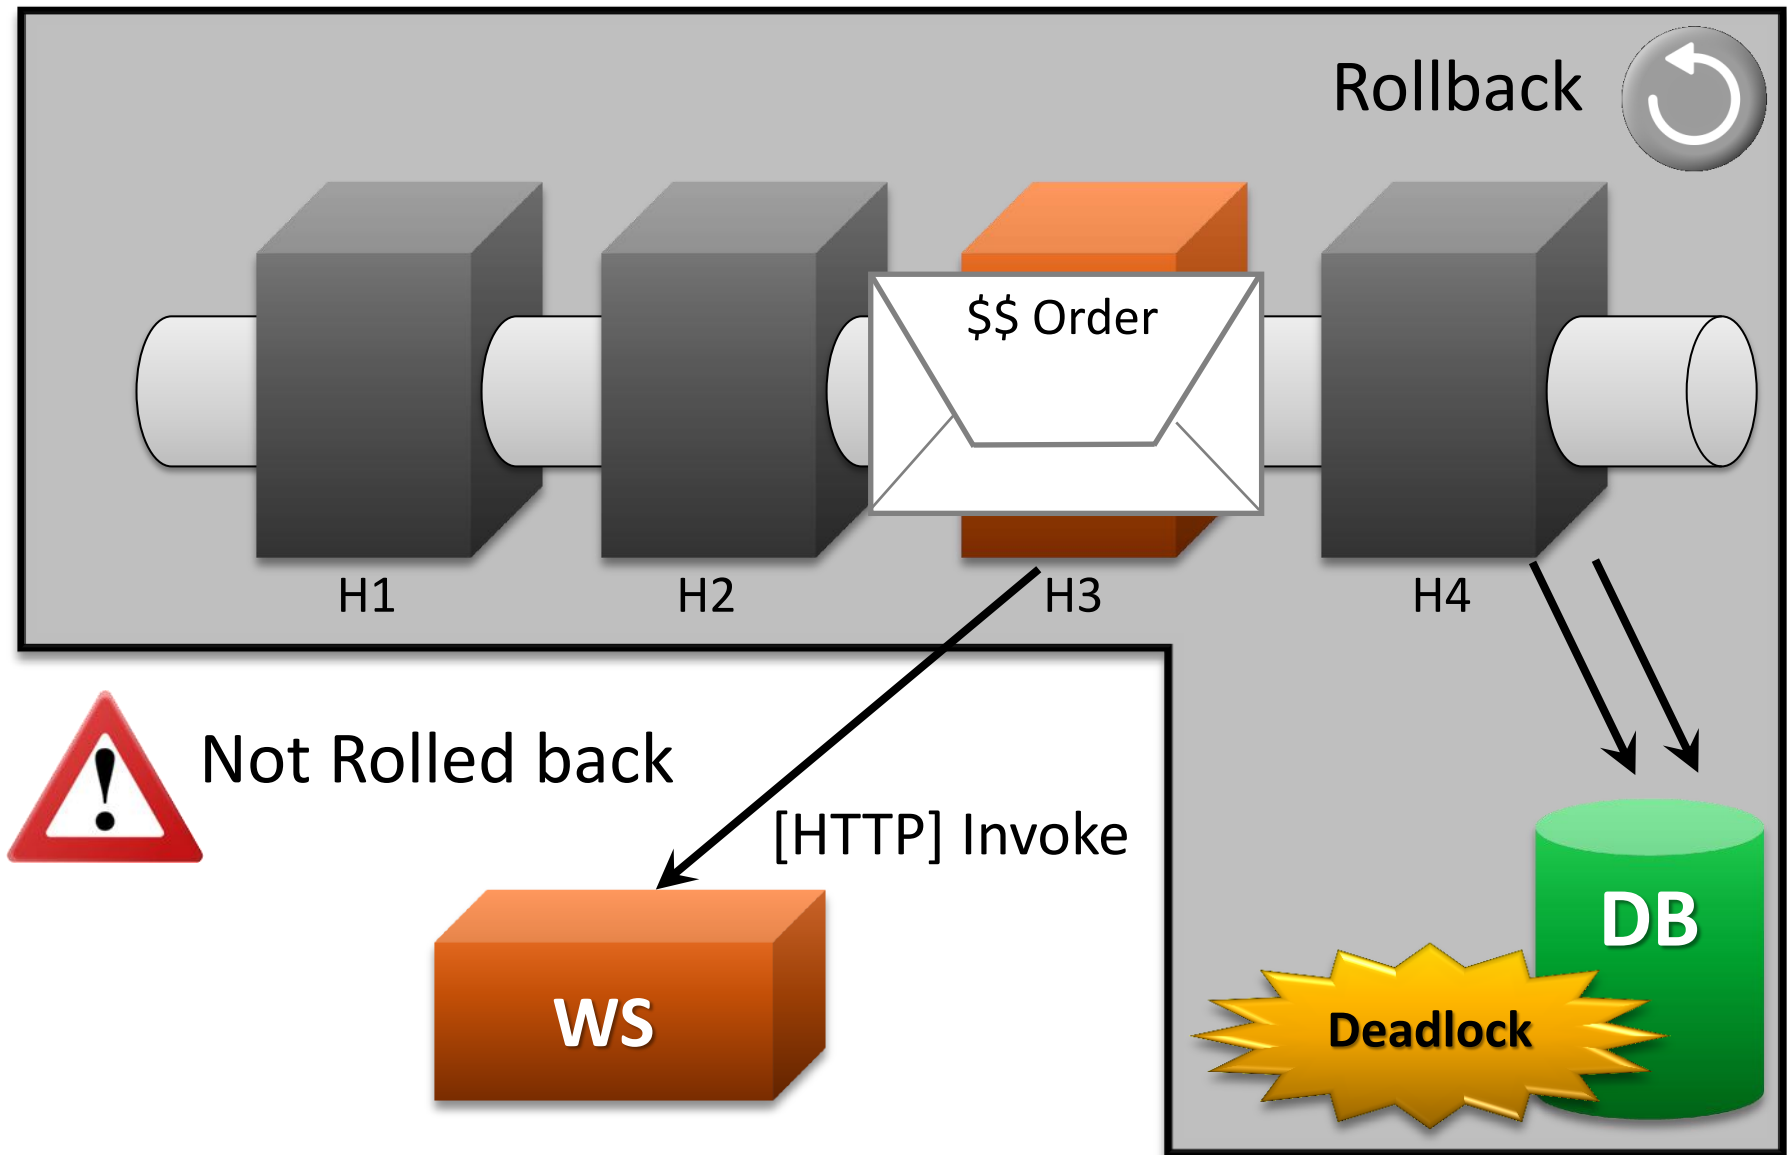 Rollback
$$ Order
H1
H2
H3
H4
Not Rolled back
[HTTP] Invoke
WS
DB
Deadlock